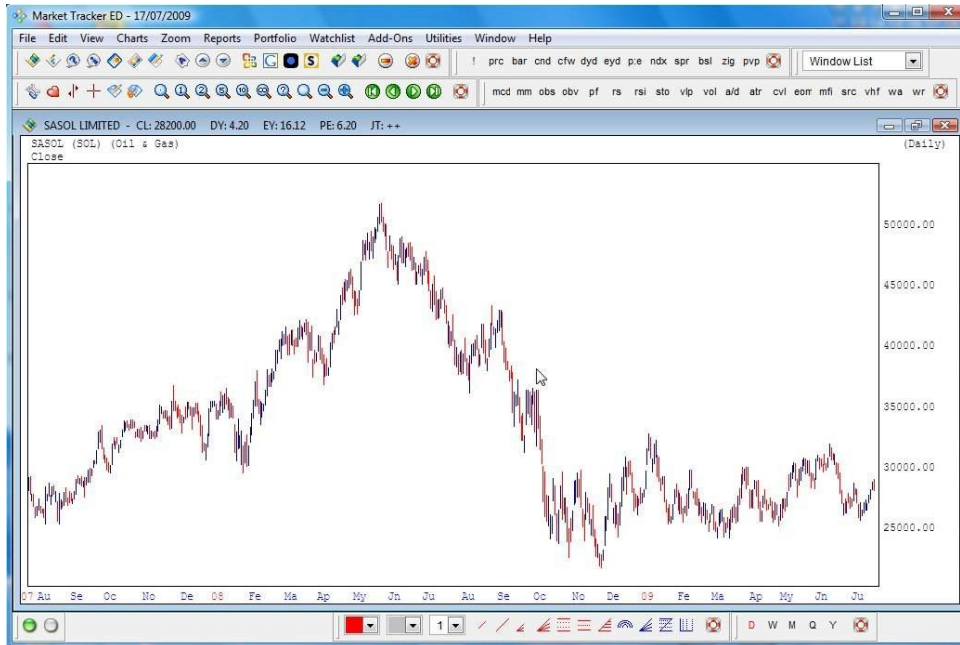 Market Tracker ED - 17/07/2009
File Edit View Charts Zoom Reports Portfolio Watchlist Add-Ons Utilities Window Help
G S ! prc bar cnd cfw dyd eyd p:e ndx spr bsl zig pvp Window List
mcd mm obs obv pf rs rsi sto vlp vol a/d atr cvl eom mfi src vhf wa wr
SASOL LIMITED - CL: 28200.00 DY: 4.20 EY: 16.12 PE: 6.20 JT: ++
SASOL (SOL) (Oil & Gas) (Daily)
Close
50000.00
45000.00
40000.00
35000.00
30000.00
25000.00
07 Au Se Oc No De 08 Fe Ma Ap My Jn Ju Au Se Oc No De 09 Fe Ma Ap My Jn Ju
1 D W M Q Y